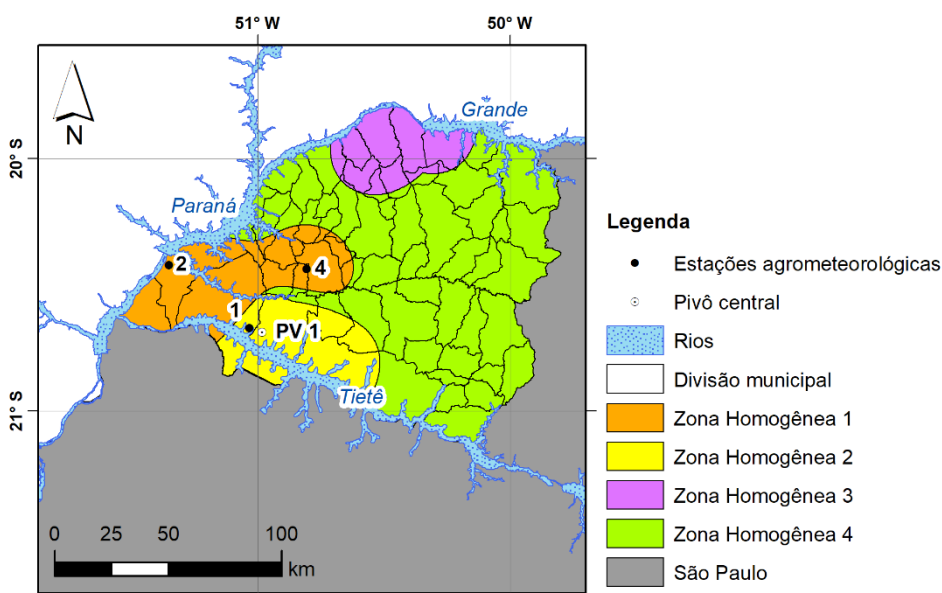 51° W 50° W
Grande
20° S
Paraná
N
2
4
1
PV 1
Tietê
21° S
0 25 50 100
km
Legenda
Estações agrometeorológicas
Pivô central
Rios
Divisão municipal
Zona Homogênea 1
Zona Homogênea 2
Zona Homogênea 3
Zona Homogênea 4
São Paulo